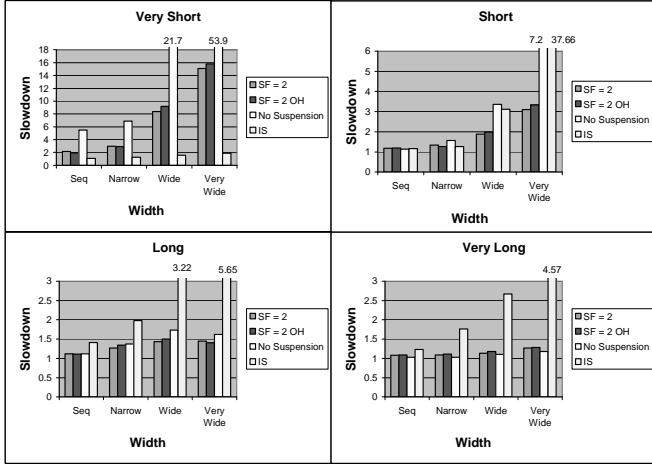 Very Short
21.7 53.9
18
16
14
12
10
8
6
4
2
0
Slowdown
Seq Narrow Wide Very Wide
Width
SF = 2
SF = 2 OH
No Suspension
IS
Short
7.2 37.66
6
5
4
3
2
1
0
Slowdown
Seq Narrow Wide Very Wide
Width
SF = 2
SF = 2 OH
No Suspension
IS
Long
3.22 5.65
3
2.5
2
1.5
1
0.5
0
Slowdown
Seq Narrow Wide Very Wide
Width
SF = 2
SF = 2 OH
No Suspension
IS
Very Long
4.57
3
2.5
2
1.5
1
0.5
0
Slowdown
Seq Narrow Wide Very Wide
Width
SF = 2
SF = 2 OH
No Suspension
IS